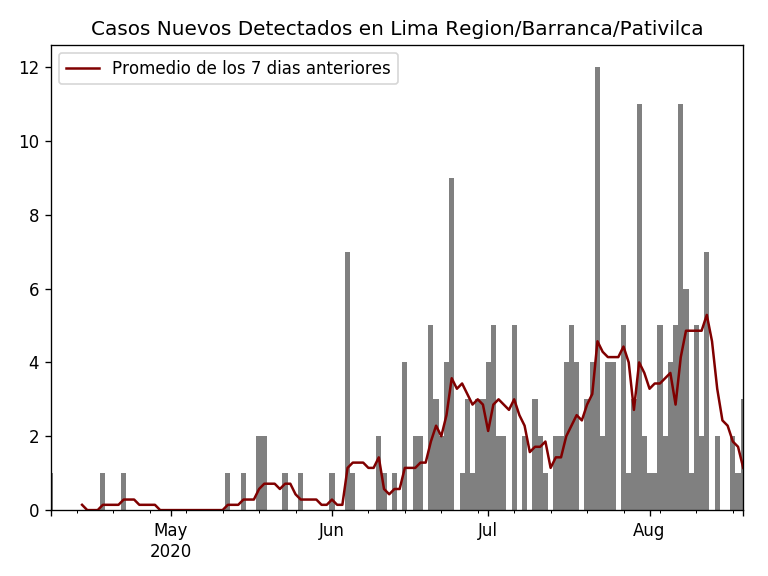 Casos Nuevos Detectados en Lima Region/Barranca/Pativilca
Promedio de los 7 dias anteriores
12
10
8
6
4
2
0
May
2020
Jun
Jul
Aug